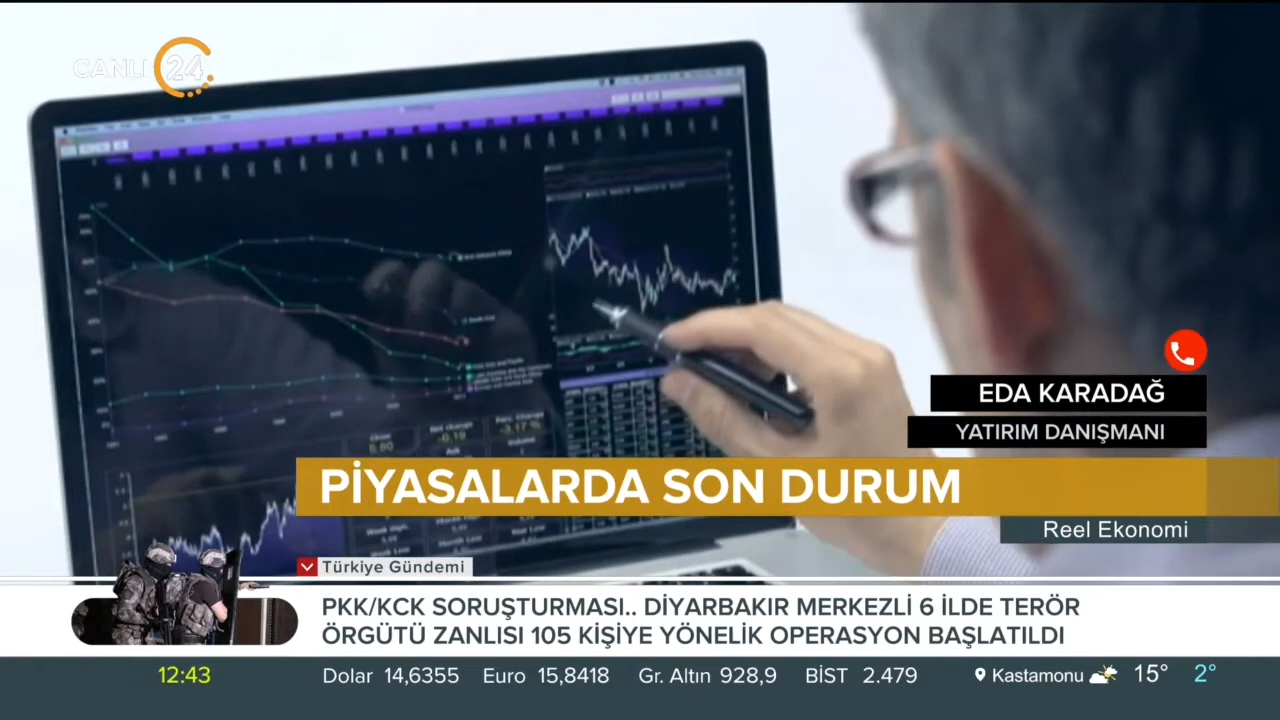 CANLI 24
EDA KARADAĞ
YATIRIM DANIŞMANI
PİYASALARDA SON DURUM
Reel Ekonomi
Türkiye Gündemi
PKK/KCK SORUŞTURMASI.. DİYARBAKIR MERKEZLİ 6 İLDE TERÖR
ÖRGÜTÜ ZANLISI 105 KİŞİYE YÖNELİK OPERASYON BAŞLATILDI
12:43 Dolar 14,6355 Euro 15,8418 Gr. Altın 928,9 BİST 2.479 Kastamonu 15° 2°